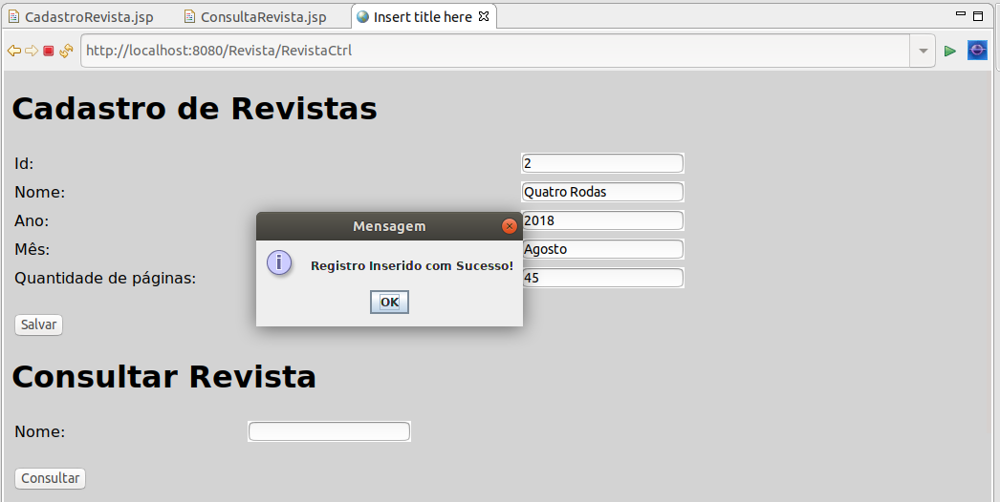 CadastroRevista.jsp ConsultaRevista.jsp Insert title here
http://localhost:8080/Revista/RevistaCtrl
Cadastro de Revistas
Id: 2
Nome: Quatro Rodas
Ano: 2018
Mês: Agosto
Quantidade de páginas: 45
Mensagem
i
Registro Inserido com Sucesso!
OK
Salvar
Consultar Revista
Nome:
Consultar